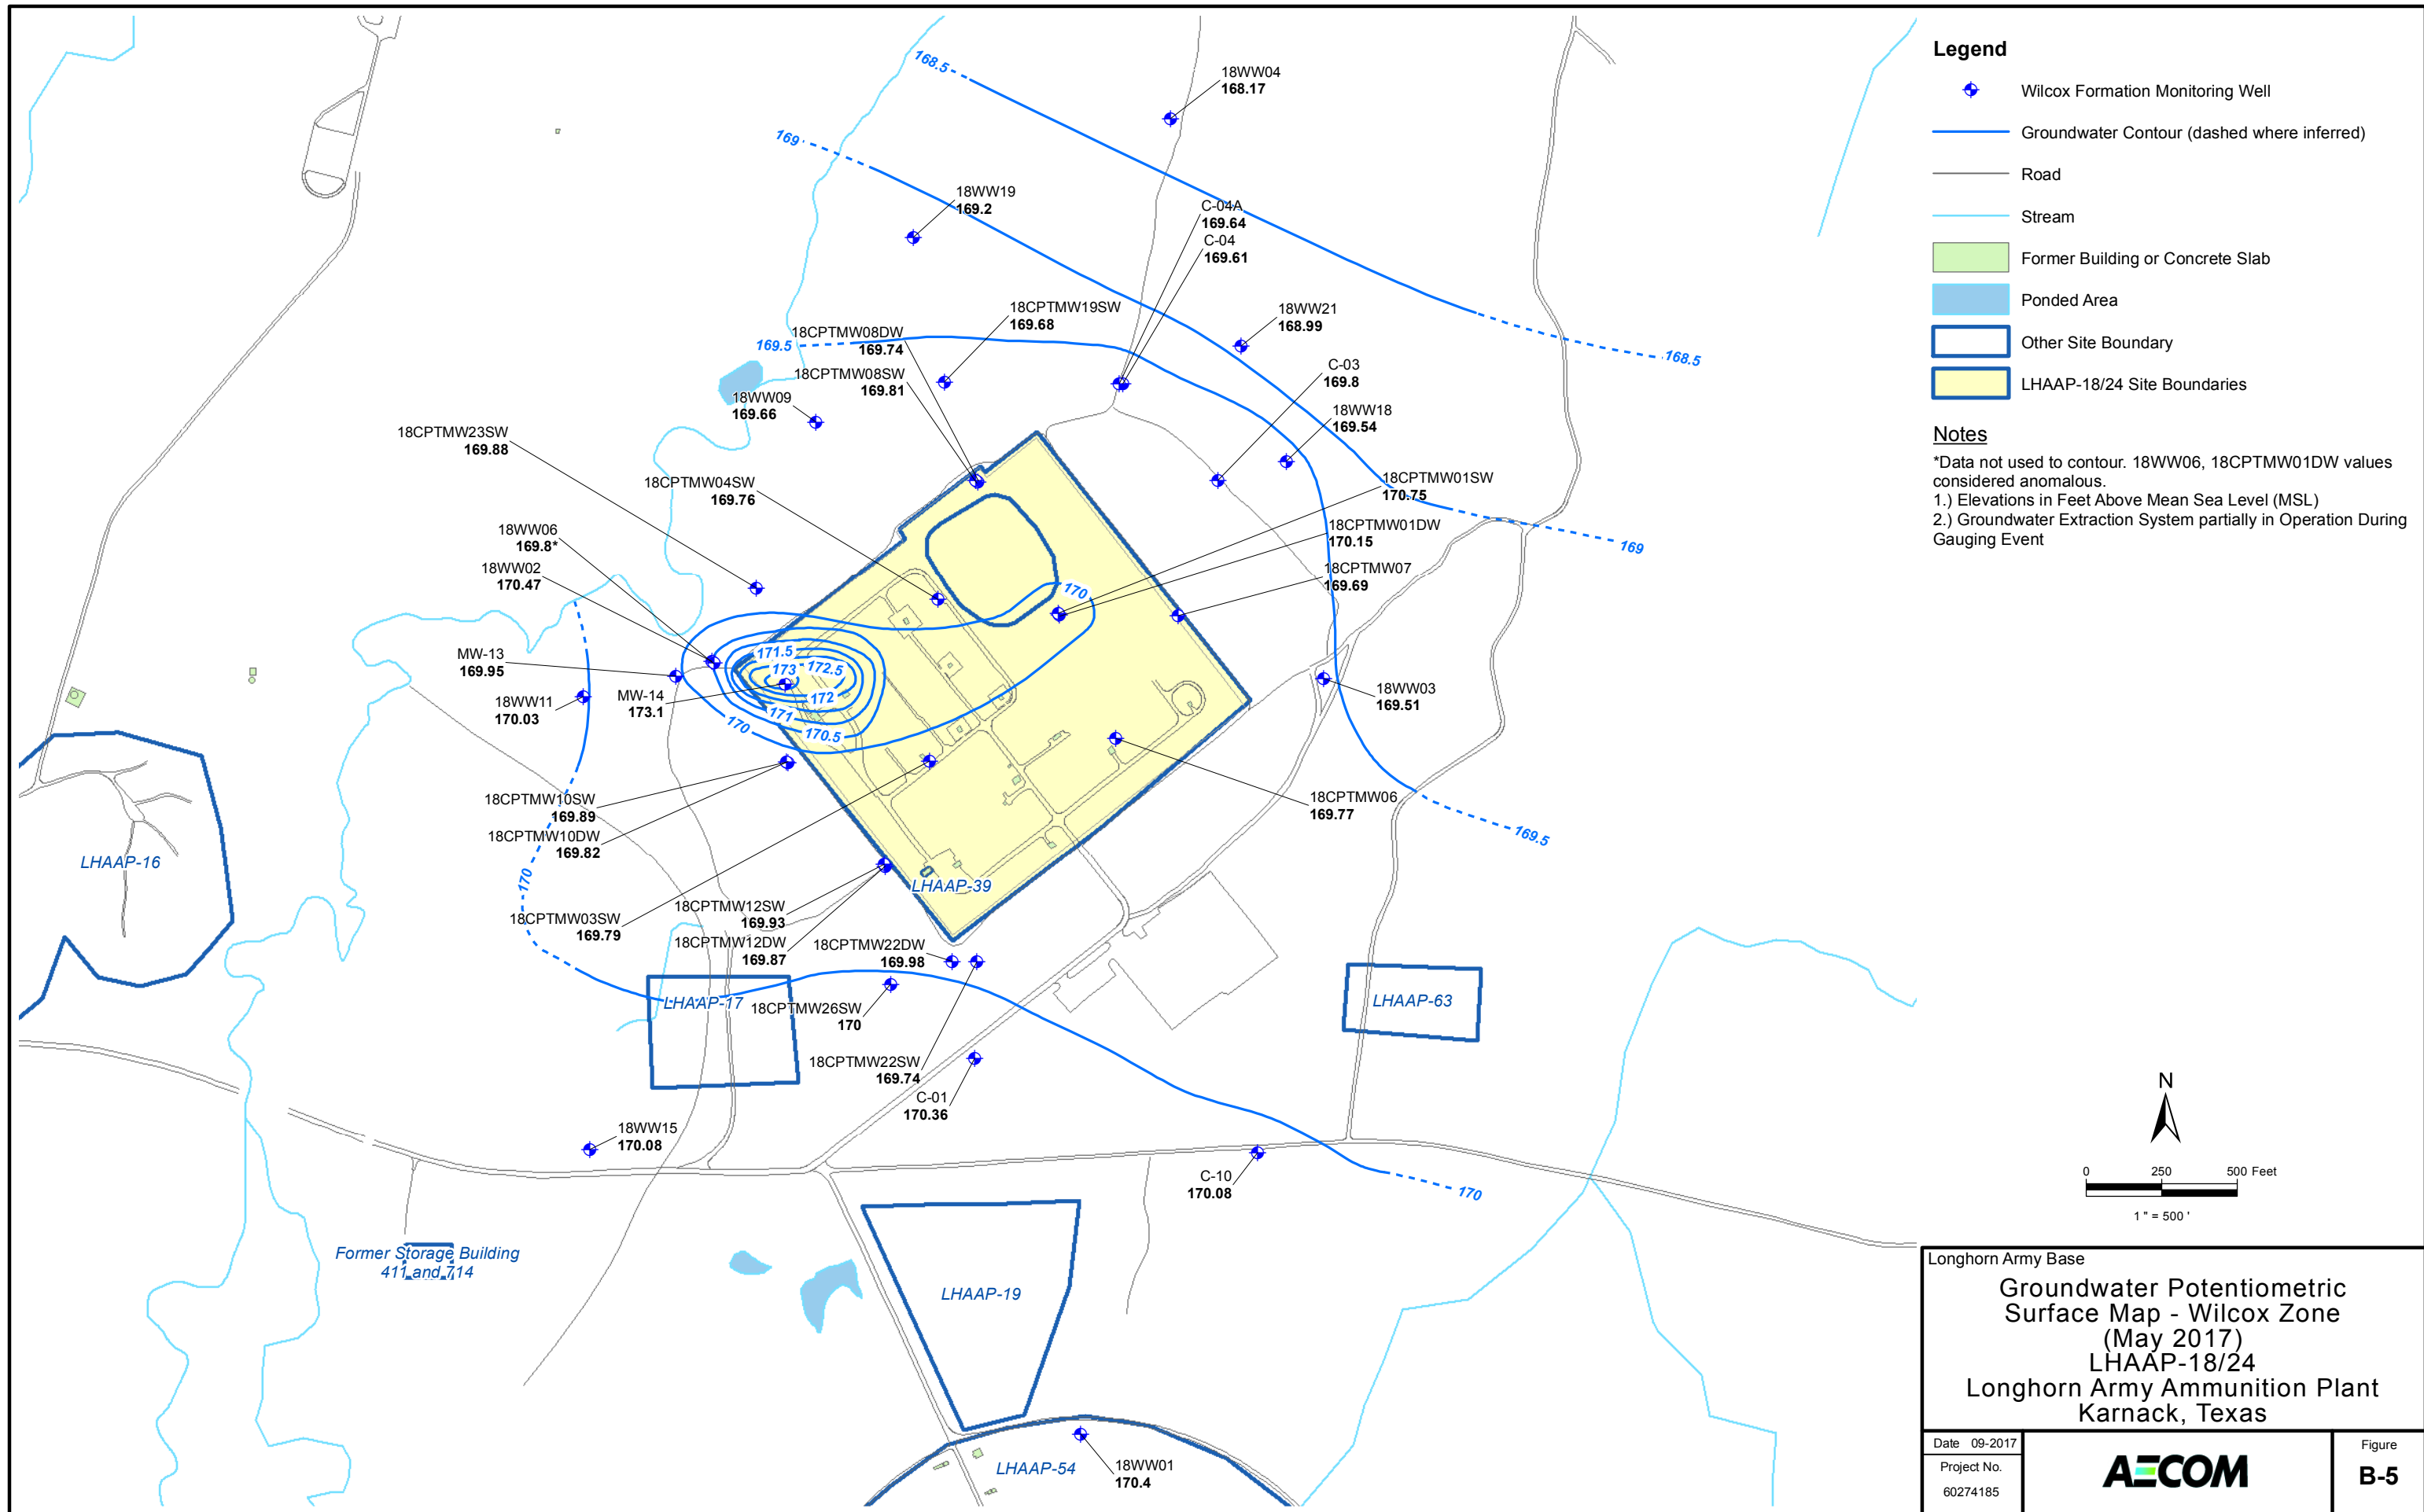 168.5
18WW04
168.17
169
18WW19
169.2
C-04A
169.64
C-04
169.61
18CPTMW19SW
169.68
18WW21
168.99
18CPTMW08DW
169.74
169.5
168.5
18CPTMW08SW
169.81
C-03
169.8
18WW09
169.66
18WW18
169.54
18CPTMW23SW
169.88
18CPTMW04SW
169.76
18CPTMW01SW
170.75
18CPTMW01DW
170.15
18WW06
169.8*
169
18WW02
170.47
18CPTMW07
169.69
170
MW-13
169.95
171.5
173
172.5
18WW11
170.03
MW-14
173.1
172
171
170
170.5
18WW03
169.51
18CPTMW10SW
169.89
18CPTMW06
169.77
18CPTMW10DW
169.82
169.5
LHAAP-16
170
LHAAP-39
18CPTMW12SW
169.93
18CPTMW03SW
169.79
18CPTMW12DW
169.87
18CPTMW22DW
169.98
LHAAP-17
18CPTMW26SW
170
LHAAP-63
18CPTMW22SW
169.74
C-01
170.36
18WW15
170.08
C-10
170.08
170
Former Storage Building
411 and 714
LHAAP-19
LHAAP-54
18WW01
170.4
Legend
Wilcox Formation Monitoring Well
Groundwater Contour (dashed where inferred)
Road
Stream
Former Building or Concrete Slab
Ponded Area
Other Site Boundary
LHAAP-18/24 Site Boundaries
Notes
*Data not used to contour. 18WW06, 18CPTMW01DW values
considered anomalous.
1.) Elevations in Feet Above Mean Sea Level (MSL)
2.) Groundwater Extraction System partially in Operation During
Gauging Event
N
0 250 500 Feet
1 " = 500 '
Longhorn Army Base
Groundwater Potentiometric
Surface Map - Wilcox Zone
(May 2017)
LHAAP-18/24
Longhorn Army Ammunition Plant
Karnack, Texas
Date 09-2017
Project No.
60274185
AECOM
Figure
B-5